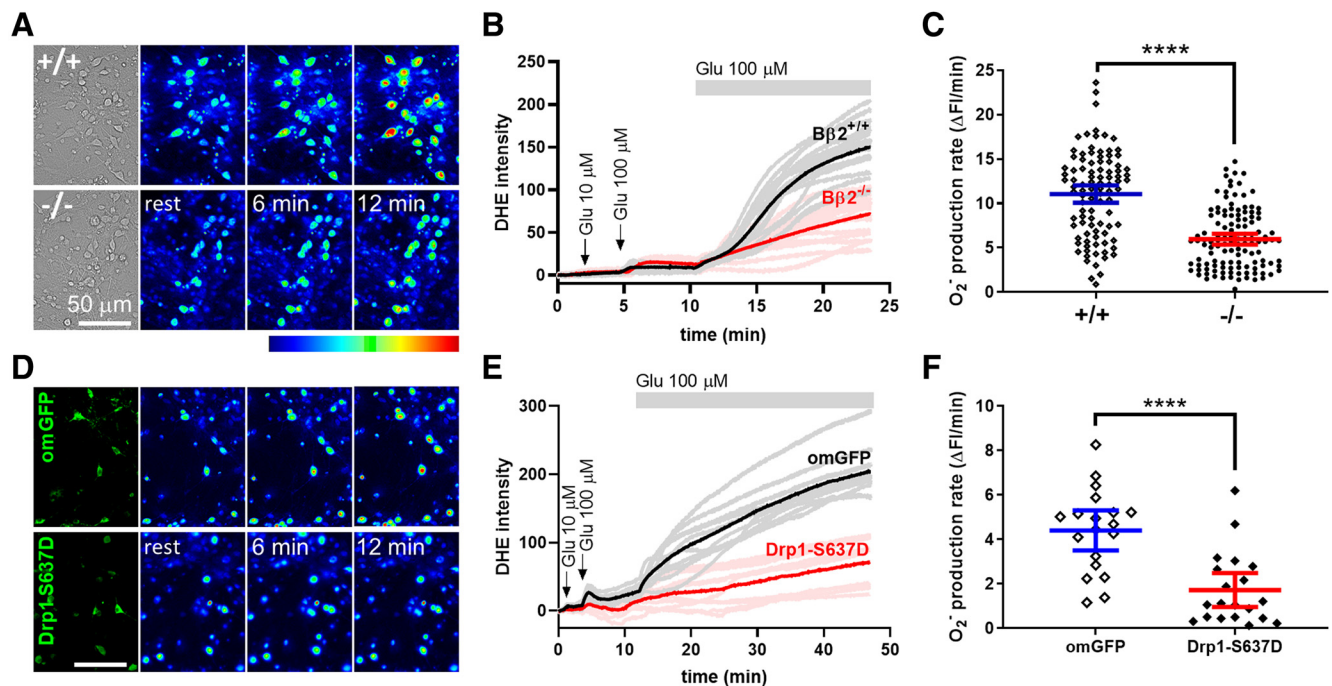 A
+/+
-/-
rest
6 min
12 min
50 μm
B
DHE intensity
250
200
150
100
50
0
Glu 10 μM
Glu 100 μM
Glu 100 μM
Bβ2+/+
Bβ2-/-
0
5
10
15
20
25
time (min)
C
****
O2- production rate (ΔFI/min)
25
20
15
10
5
0
+/+
-/-
D
omGFP
Drp1-S637D
rest
6 min
12 min
E
DHE intensity
300
200
100
0
Glu 10 μM
Glu 100 μM
Glu 100 μM
omGFP
Drp1-S637D
0
10
20
30
40
50
time (min)
F
****
O2- production rate (ΔFI/min)
10
8
6
4
2
0
omGFP
Drp1-S637D